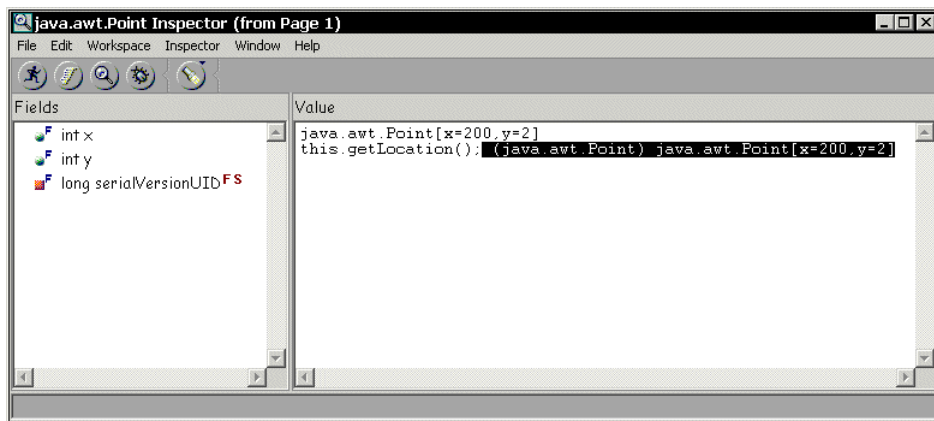 java.awt.Point Inspector (from Page 1)
File Edit Workspace Inspector Window Help
Fields
Value
F int x
F int y
F long serialVersionUID F S
java.awt.Point[x=200,y=2]
this.getLocation(); (java.awt.Point) java.awt.Point[x=200,y=2]